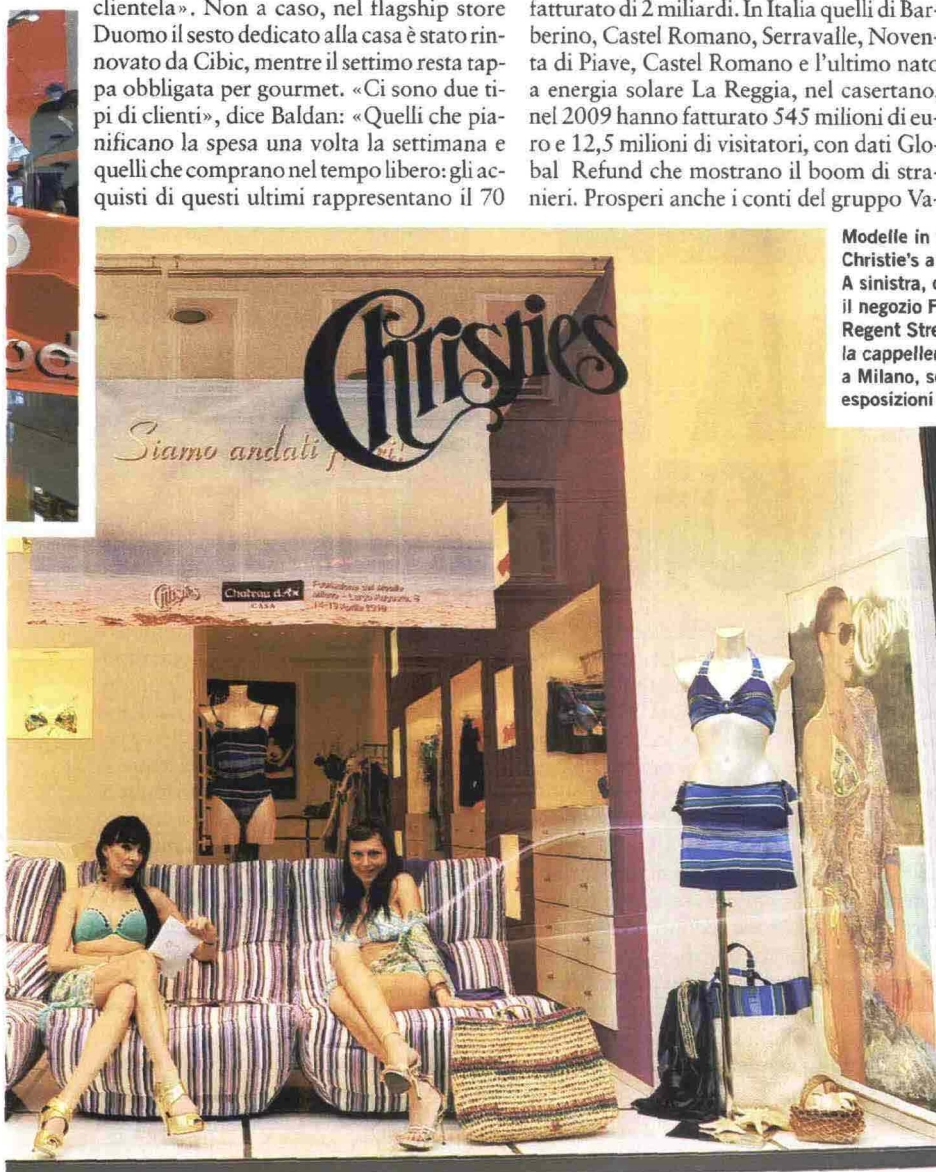 clientela». Non a caso, nel flagship store
Duomo il sesto dedicato alla casa è stato rin-
novato da Cibic, mentre il settimo resta tap-
pa obbligata per gourmet. «Ci sono due ti-
pi di clienti», dice Baldan: «Quelli che pia-
nificano la spesa una volta la settimana e
quelli che comprano nel tempo libero: gli ac-
quisti di questi ultimi rappresentano il 70
fatturato di 2 miliardi. In Italia quelli di Bar-
berino, Castel Romano, Serravalle, Noven-
ta di Piave, Castel Romano e l'ultimo nato
a energia solare La Reggia, nel casertano,
nel 2009 hanno fatturato 545 milioni di eu-
ro e 12,5 milioni di visitatori, con dati Glo-
bal Refund che mostrano il boom di stra-
nieri. Prosperi anche i conti del gruppo Va-
Modelle in
Christie's a
A sinistra,
il negozio F
Regent Stre
la cappeller
a Milano, s
esposizioni
Christies
Siamo andati
Christies
Chateau d'Ax
CASA